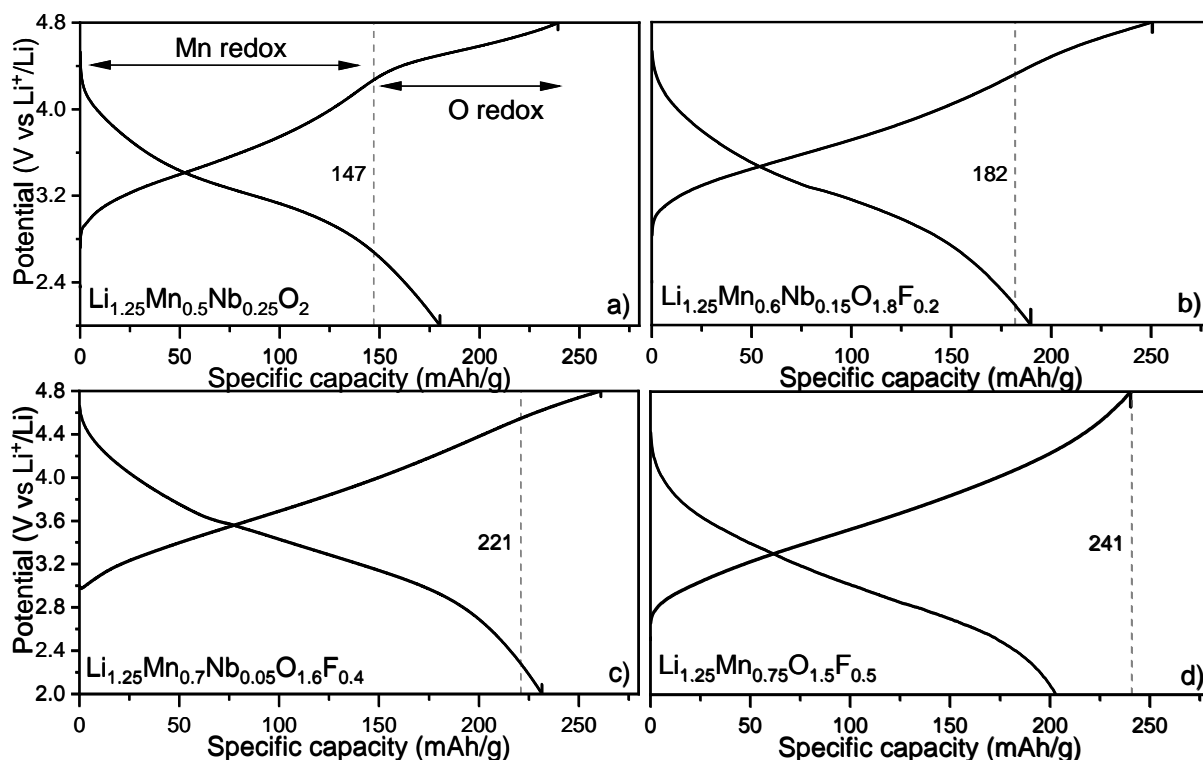 4.8
4.0
3.2
2.4
Potential (V vs Li⁺/Li)
Mn redox
O redox
147
Li₁.₂₅Mn₀.₅Nb₀.₂₅O₂
a)
0 50 100 150 200 250
Specific capacity (mAh/g)
182
Li₁.₂₅Mn₀.₆Nb₀.₁₅O₁.₈F₀.₂
b)
0 50 100 150 200 250
Specific capacity (mAh/g)
4.8
4.4
4.0
3.6
3.2
2.8
2.4
2.0
Potential (V vs Li⁺/Li)
221
Li₁.₂₅Mn₀.₇Nb₀.₀₅O₁.₆F₀.₄
c)
0 50 100 150 200 250
Specific capacity (mAh/g)
241
Li₁.₂₅Mn₀.₇₅O₁.₅F₀.₅
d)
0 50 100 150 200 250
Specific capacity (mAh/g)